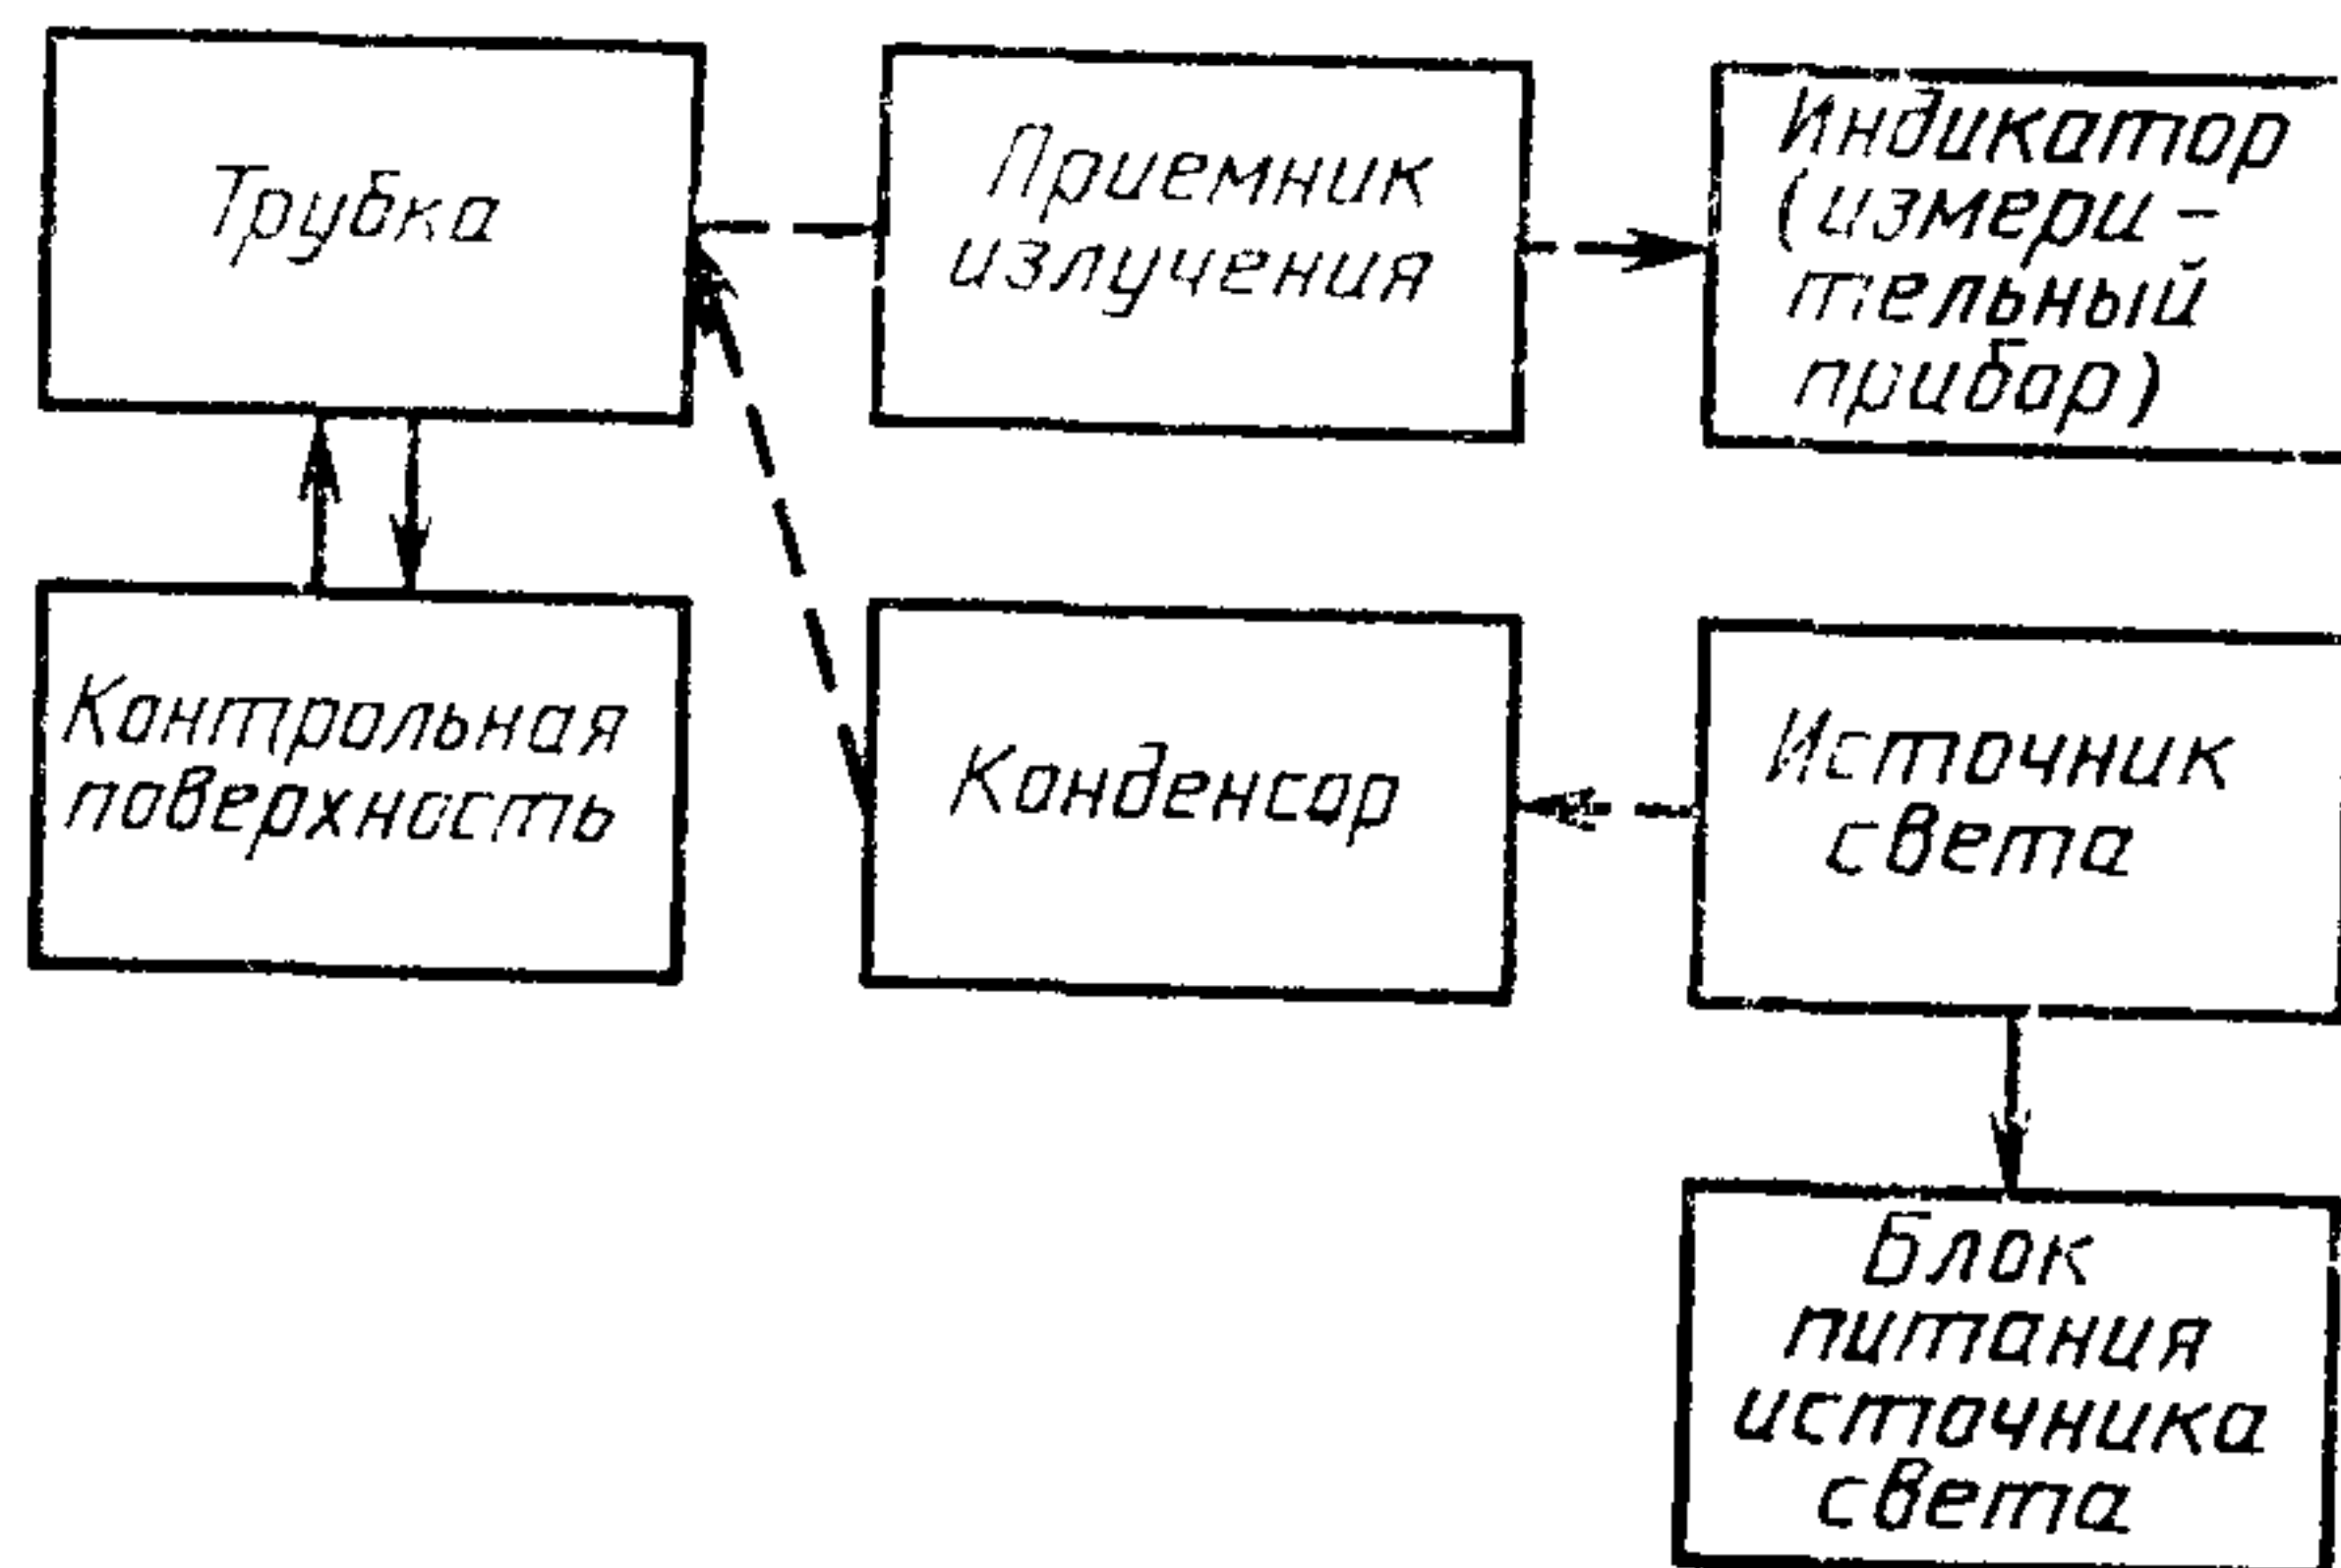 Трубка
Приемник
излучения
Индикатор
(измери-
тельный
прибор)
Контрольная
поверхность
Конденсор
Источник
света
Блок
питания
источника
света